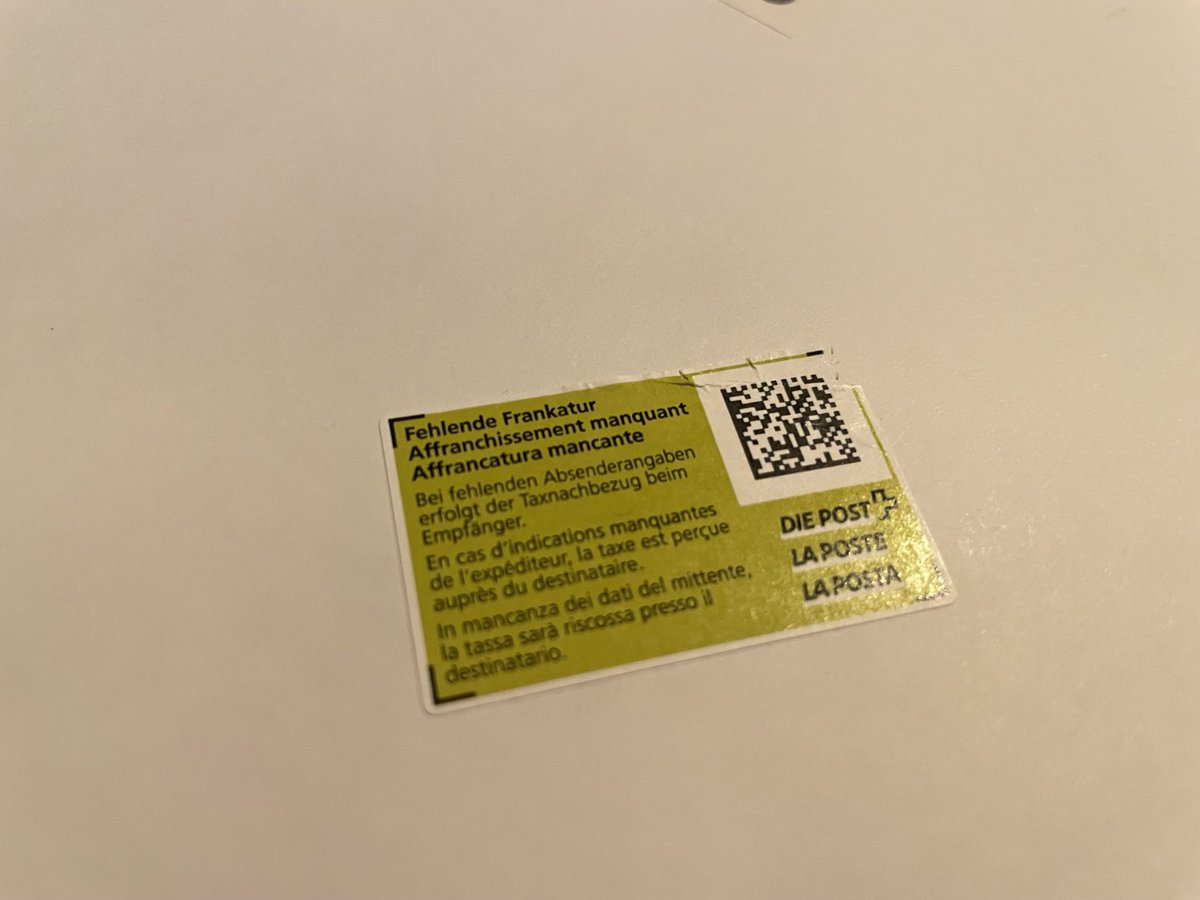 Fehlende Frankatur
Affranchissement manquant
Affrancatura mancante
Bei fehlenden Absenderangaben
erfolgt der Taxnachbezug beim
Empfänger.
En cas d'indications manquantes
de l'expéditeur, la taxe est perçue
auprès du destinataire.
In mancanza dei dati del mittente,
la tassa sarà riscossa presso il
destinatario.
DIE POST
LA POSTE
LA POSTA